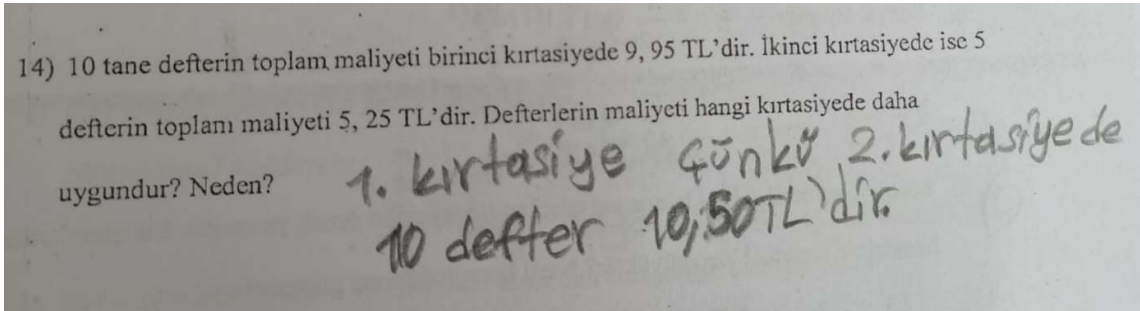 14) 10 tane defterin toplam maliyeti birinci kırtasiyede 9, 95 TL'dir. İkinci kırtasiyede ise 5
defterin toplam maliyeti 5, 25 TL'dir. Defterlerin maliyeti hangi kırtasiyede daha
uygundur? Neden? 1. kırtasiye Çünkü 2. kırtasiyede
10 defter 10,50TL'dir.